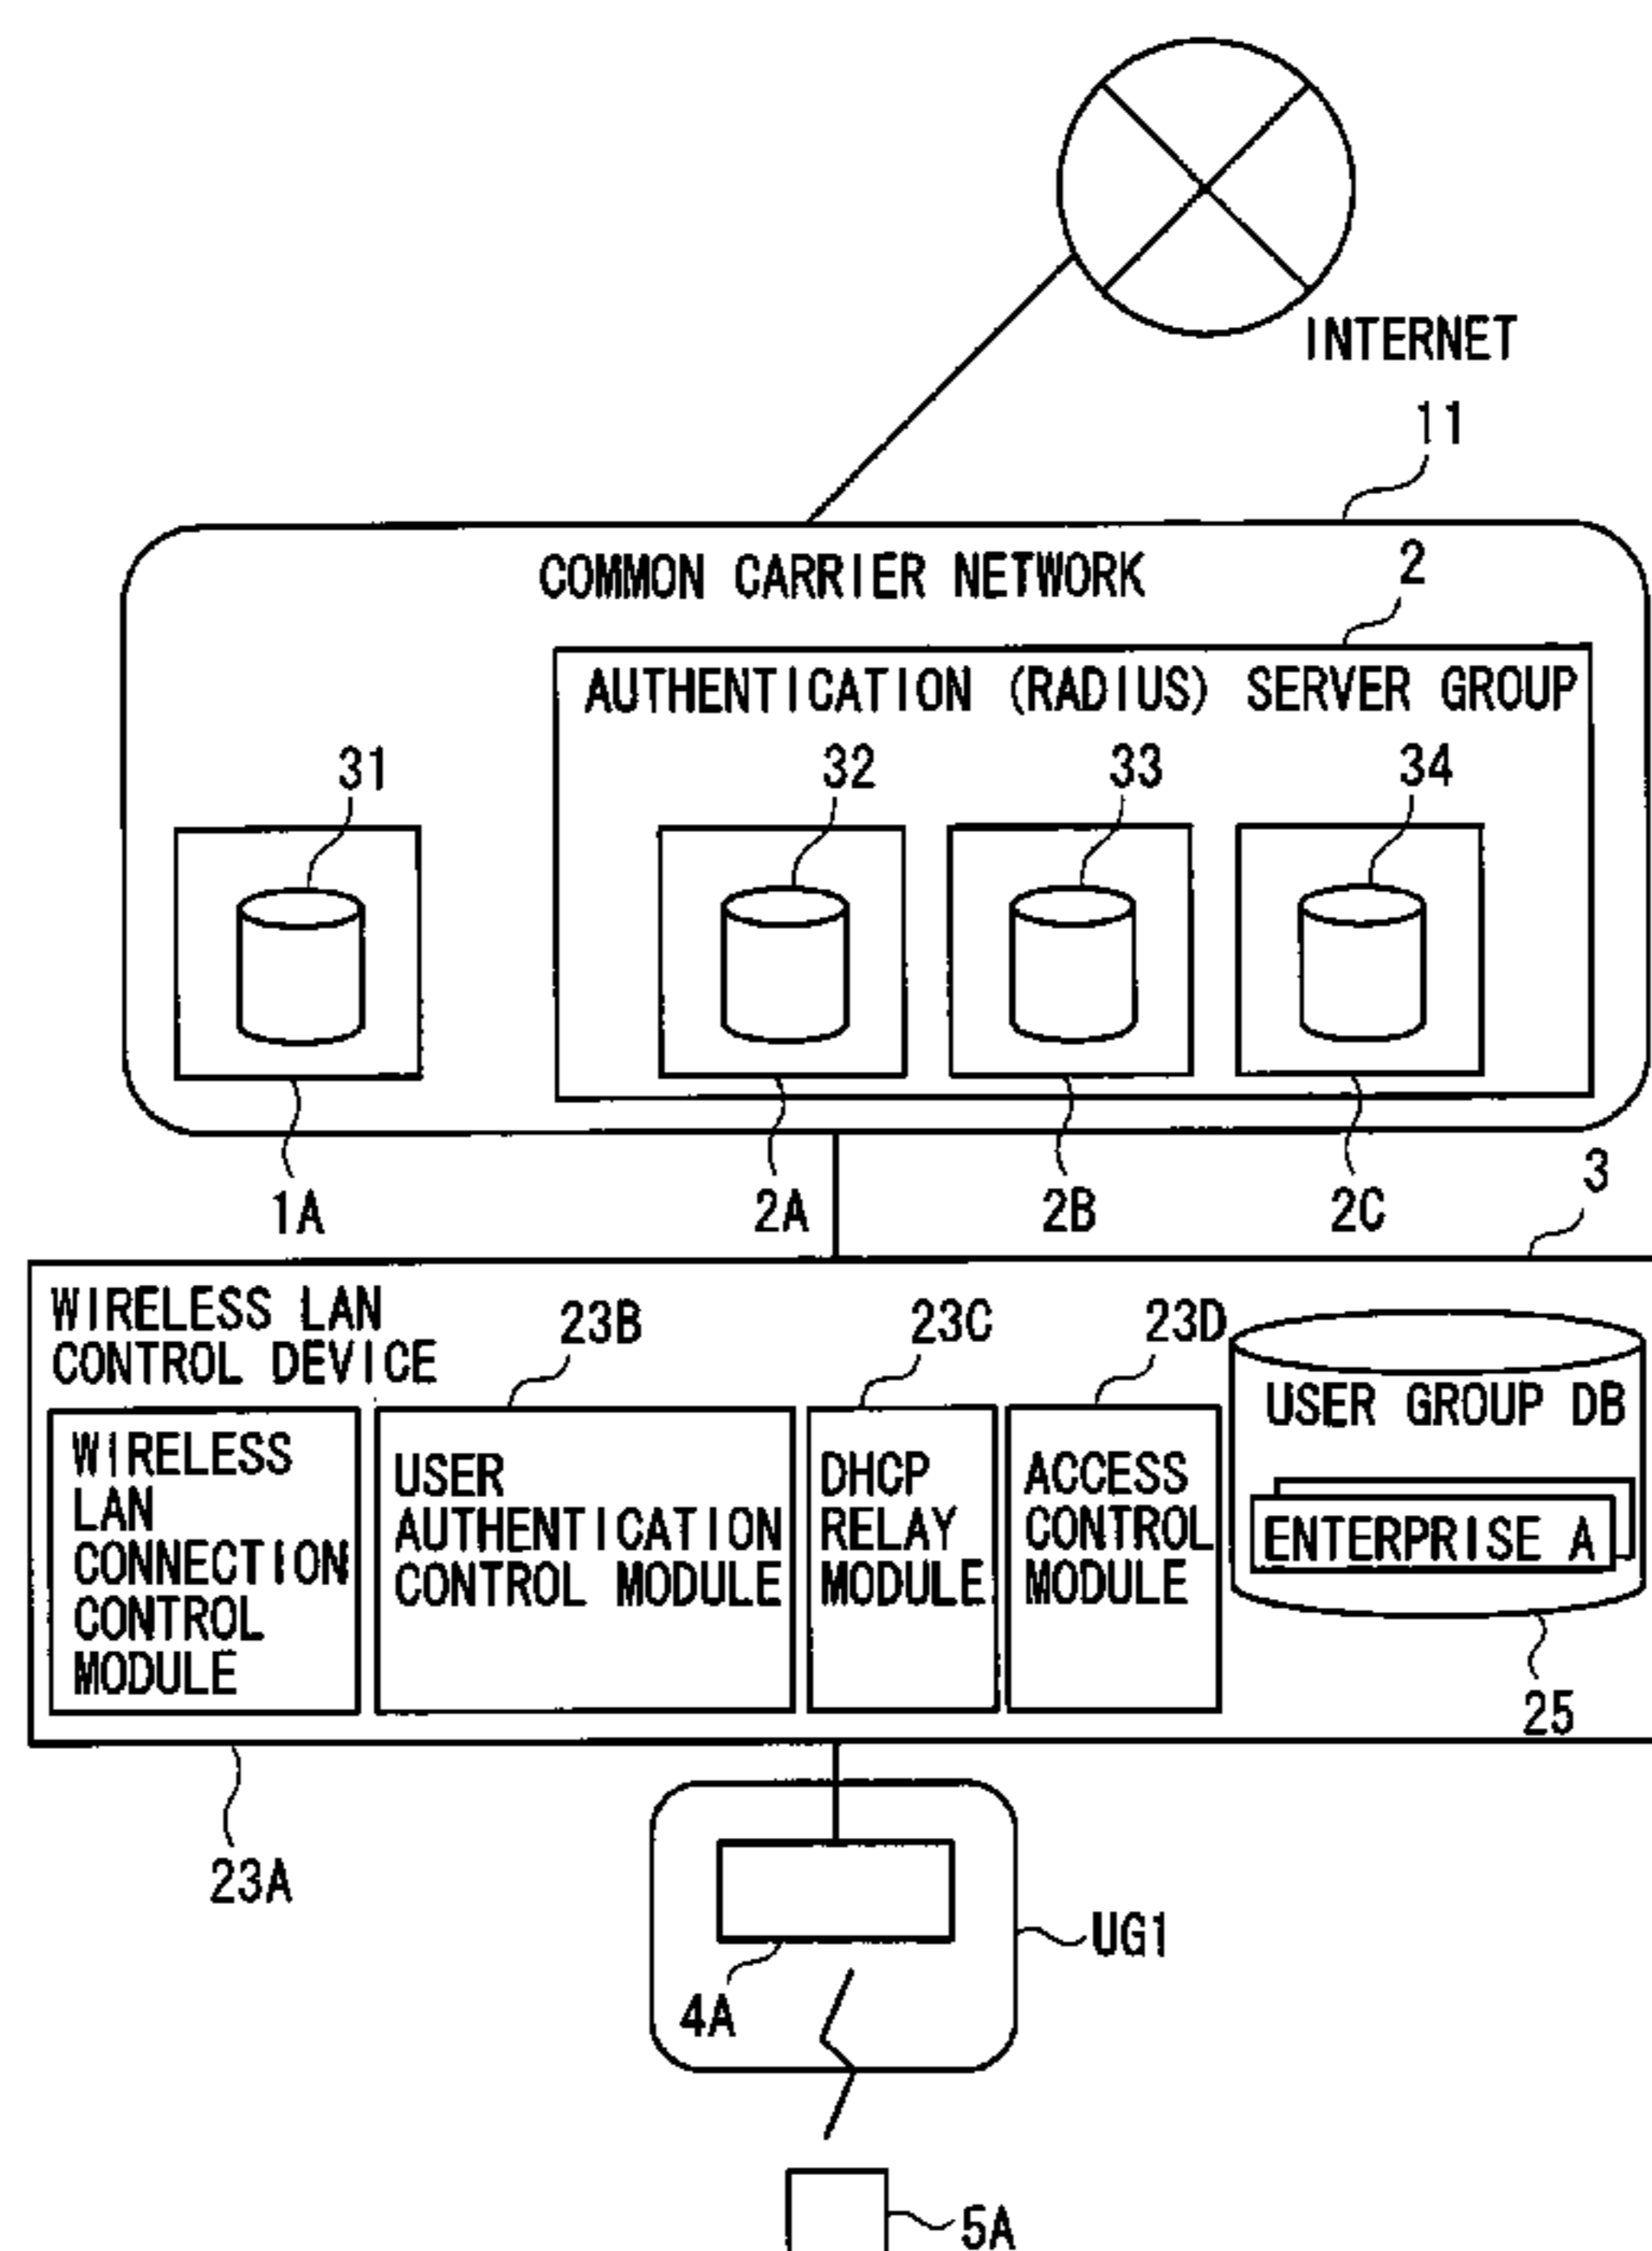 INTERNET
11
COMMON CARRIER NETWORK
2
AUTHENTICATION (RADIUS) SERVER GROUP
31
32
33
34
1A
2A
2B
2C
3
WIRELESS LAN
CONTROL DEVICE
23B
23C
23D
WIRELESS
LAN
CONNECTION
CONTROL
MODULE
USER
AUTHENTICATION
CONTROL MODULE
DHCP
RELAY
MODULE
ACCESS
CONTROL
MODULE
USER GROUP DB
ENTERPRISE A
25
23A
UG1
4A
5A